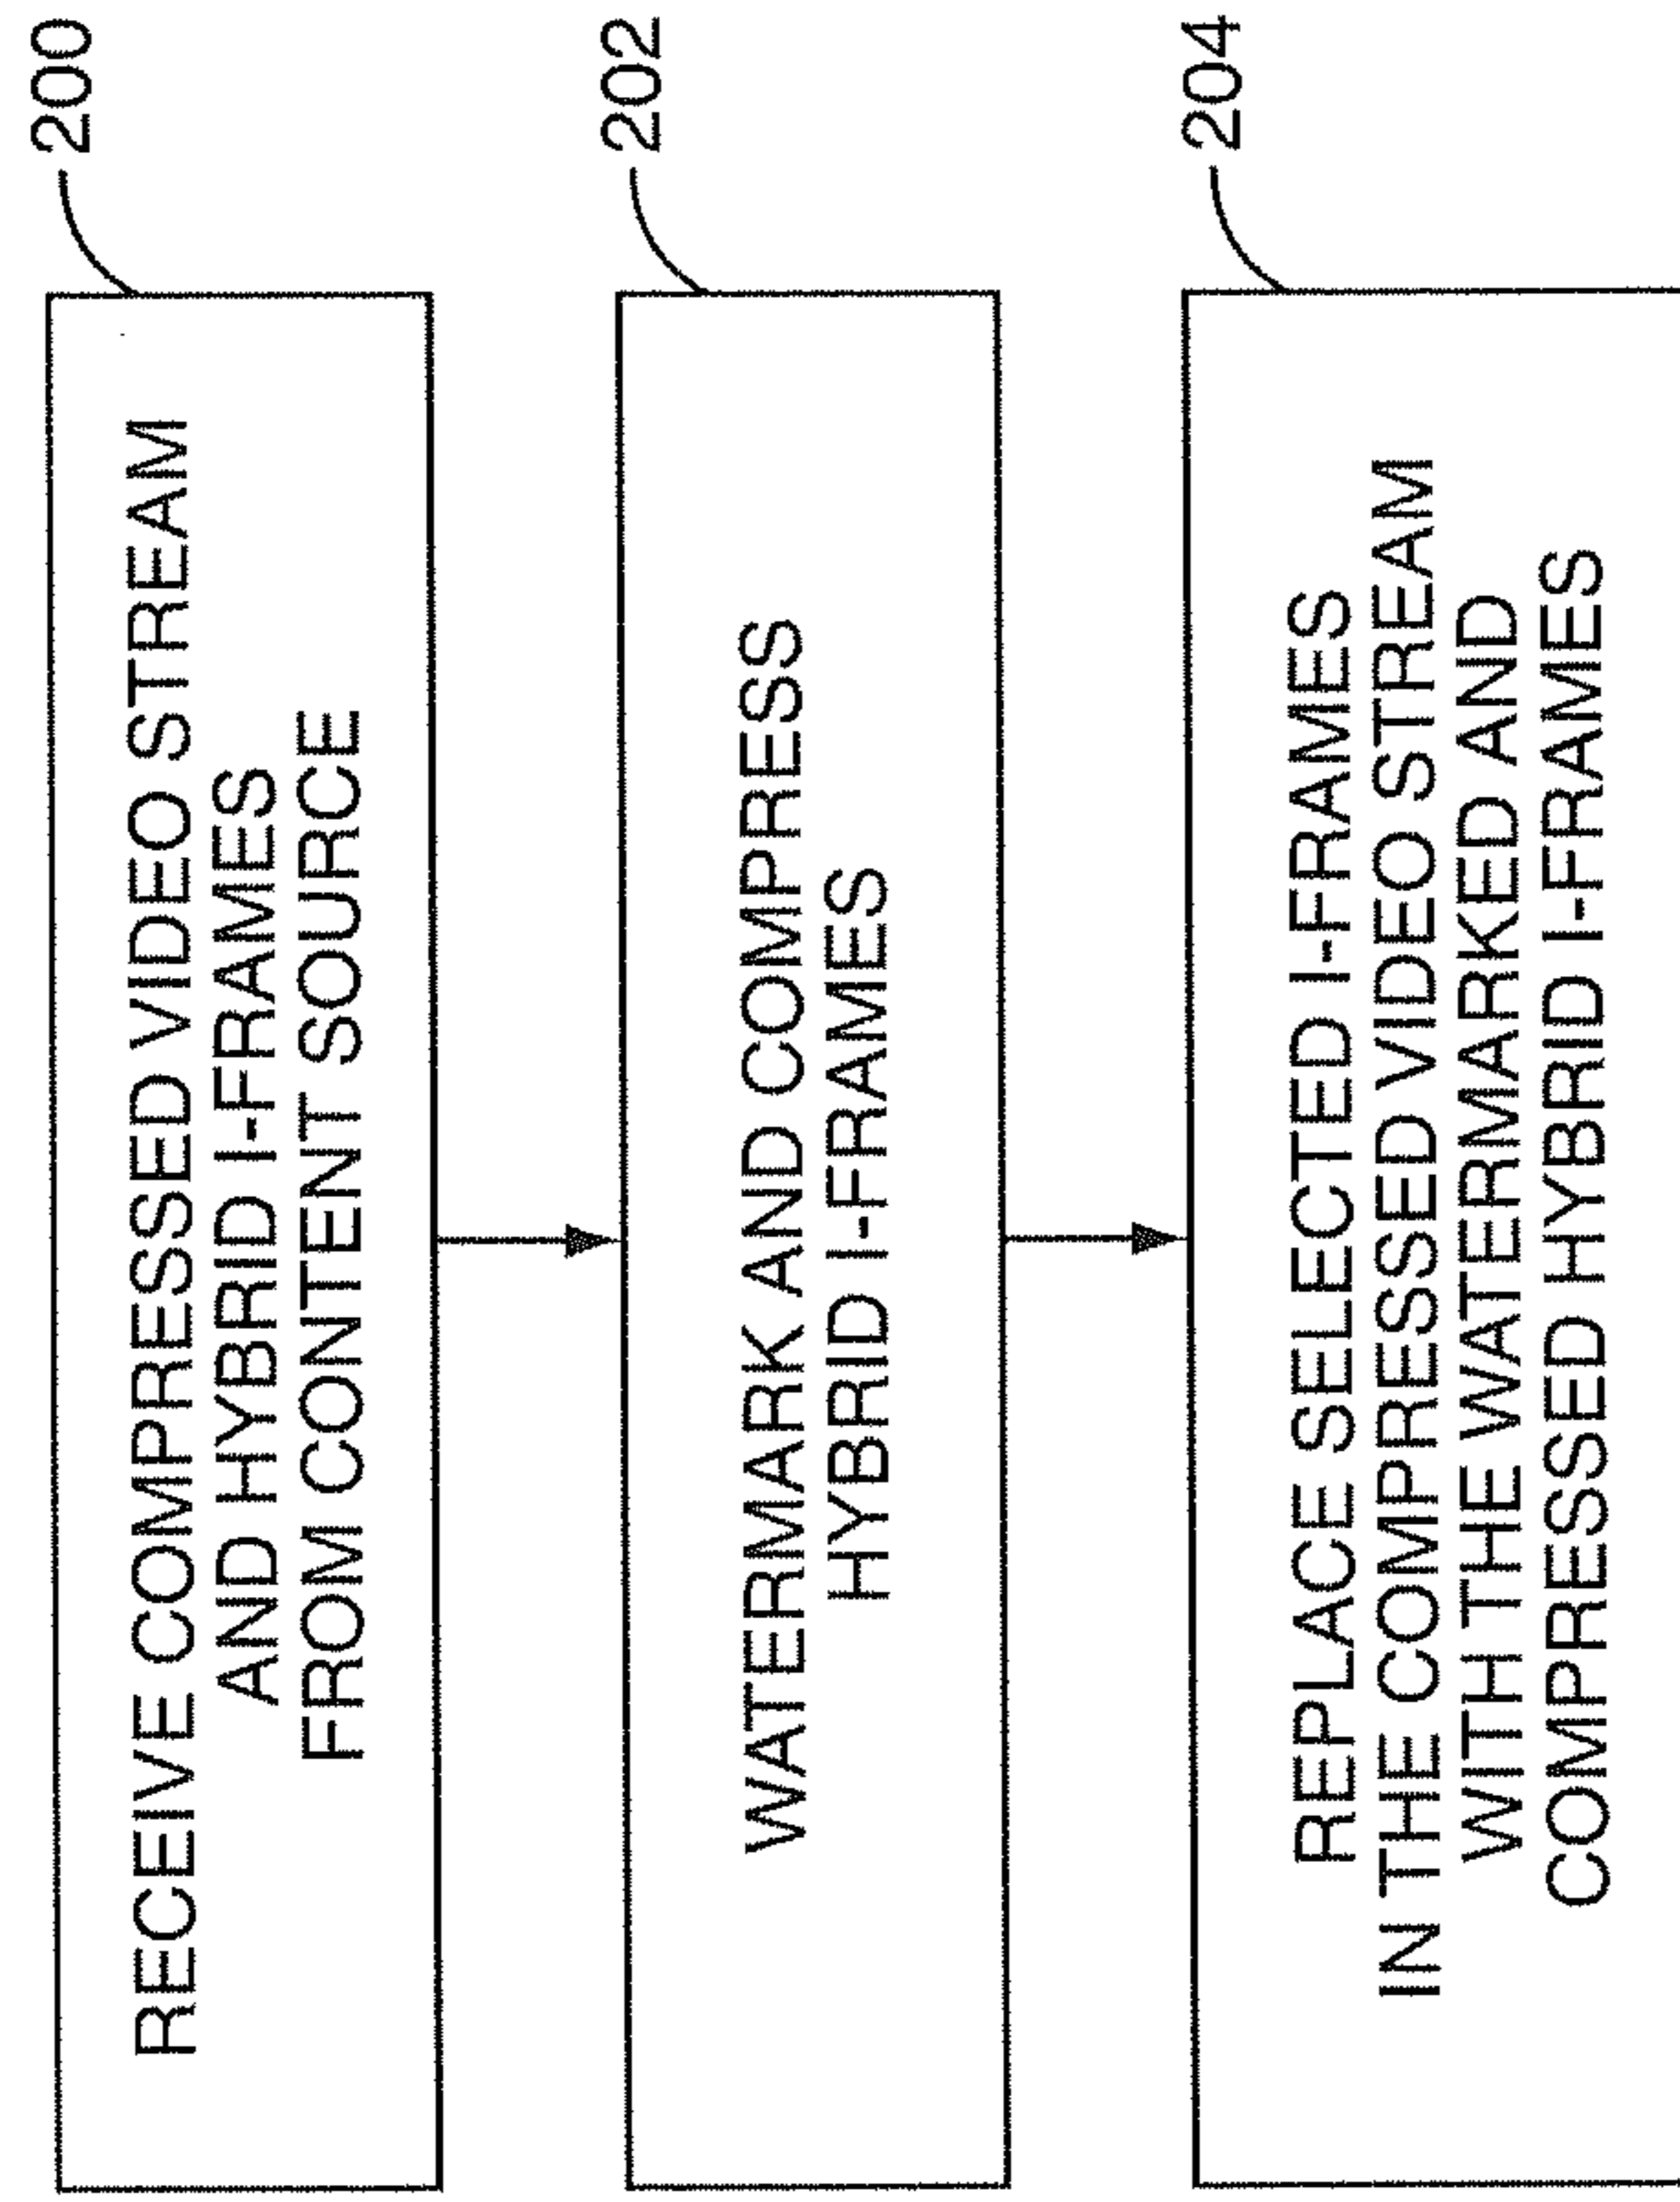 200
RECEIVE COMPRESSED VIDEO STREAM
AND HYBRID I-FRAMES
FROM CONTENT SOURCE
202
WATERMARK AND COMPRESS
HYBRID I-FRAMES
204
REPLACE SELECTED I-FRAMES
IN THE COMPRESSED VIDEO STREAM
WITH THE WATERMARKED AND
COMPRESSED HYBRID I-FRAMES